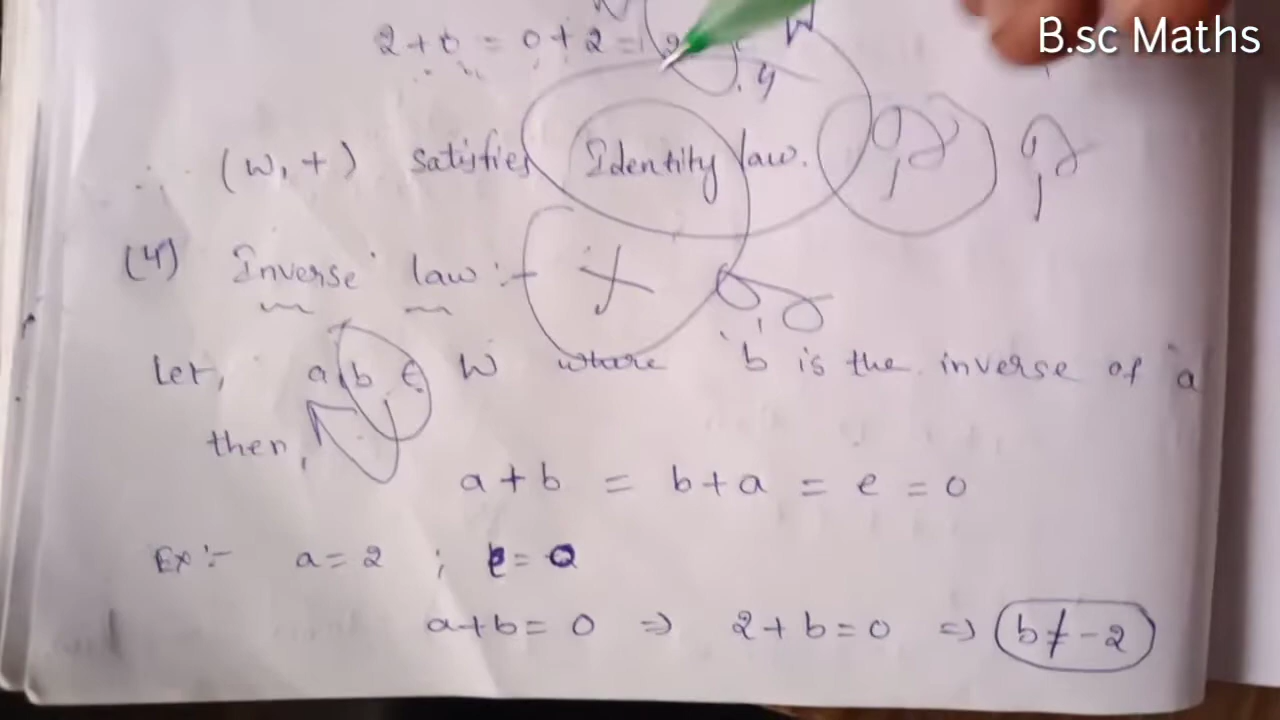 B.sc Maths
2 + 0 = 0 + 2 = 2
∴ (W, +) satisfies Identity law.
(4) Inverse law :-
Let, a, b ∈ W where 'b is the inverse of 'a'
then,
a + b = b + a = e = 0
Ex :- a = 2 ; e = 0
a + b = 0 ⇒ 2 + b = 0 ⇒ b ≠ -2